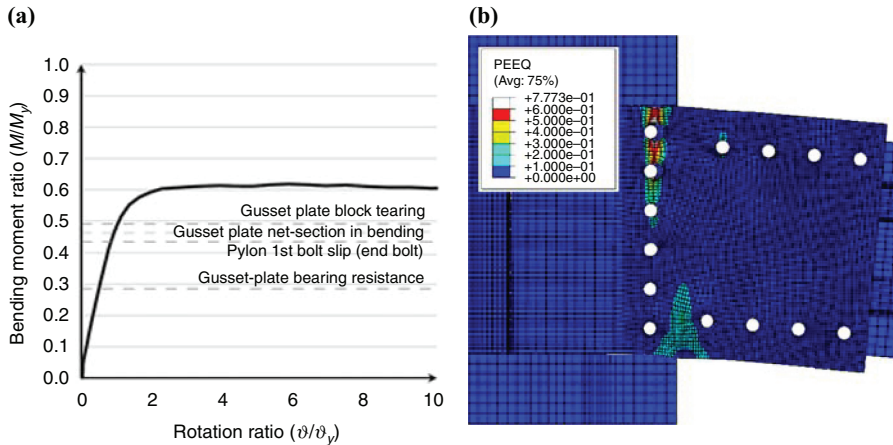 (a)
1.0
0.9
0.8
0.7
0.6
0.5
0.4
0.3
0.2
0.1
0.0
Bending moment ratio (M/My)
Gusset plate block tearing
Gusset plate net-section in bending
Pylon 1st bolt slip (end bolt)
Gusset-plate bearing resistance
0 2 4 6 8 10
Rotation ratio (ϑ/ϑy)
(b)
PEEQ
(Avg: 75%)
+7.773e–01
+6.000e–01
+5.000e–01
+4.000e–01
+3.000e–01
+2.000e–01
+1.000e–01
+0.000e+00